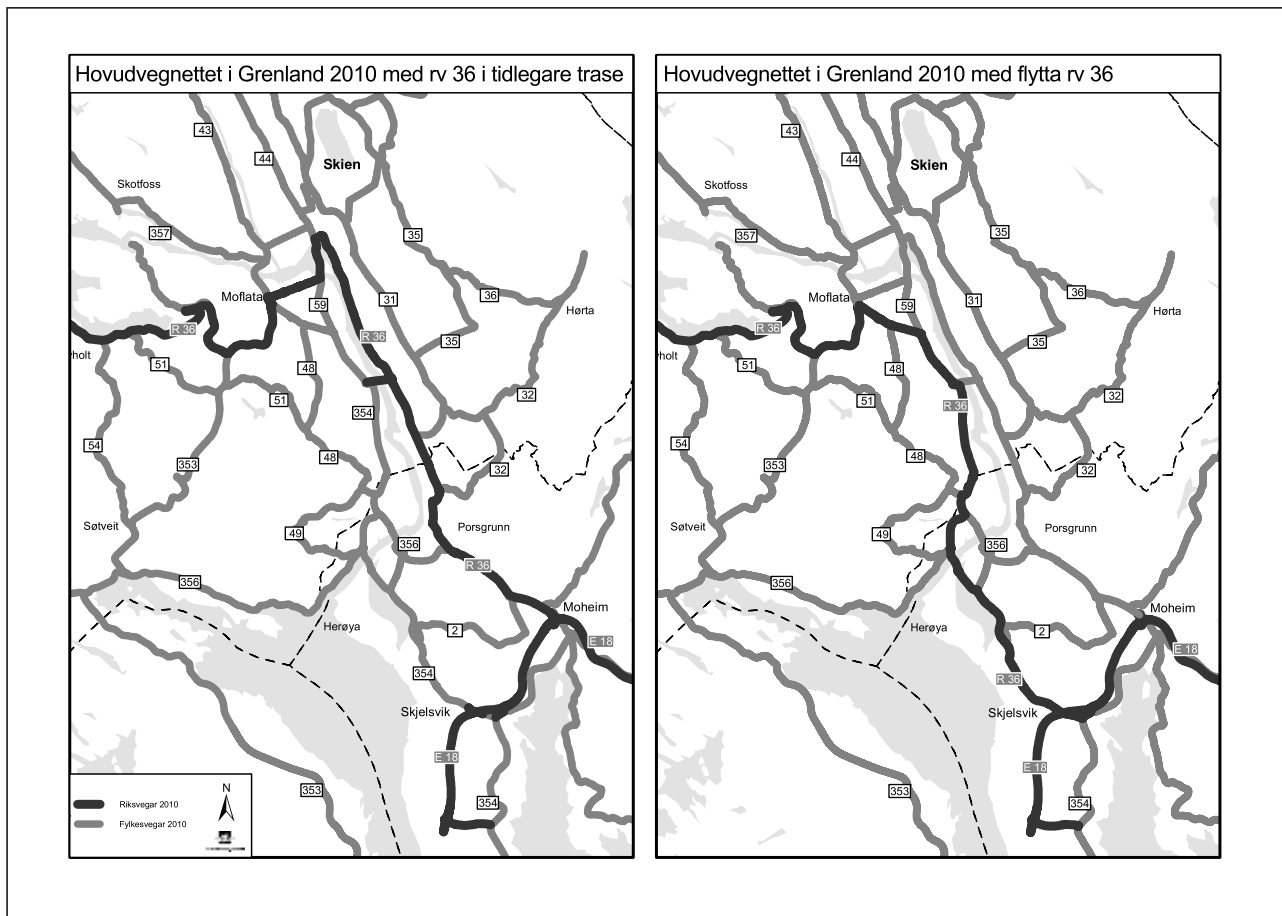 Hovudvegnettet i Grenland 2010 med rv 36 i tidlegare trase
43
44
Skien
Skotfoss
357
35
Moflata
59
31
36
Hørta
R 36
R 36
vholt
51
48
35
51
354
32
54
353
48
32
Søtveit
49
356
Porsgrunn
R 36
356
Moheim
Herøya
2
E 18
354
Skjelsvik
E 18
353
354
N
Riksvegar 2010
Fylkesvegar 2010
Hovudvegnettet i Grenland 2010 med flytta rv 36
43
44
Skien
Skotfoss
357
35
Moflata
59
31
36
Hørta
R 36
holt
51
48
35
51
R 36
32
54
353
48
32
Søtveit
49
356
Porsgrunn
356
Moheim
Herøya
2
E 18
R 36
Skjelsvik
E 18
353
354